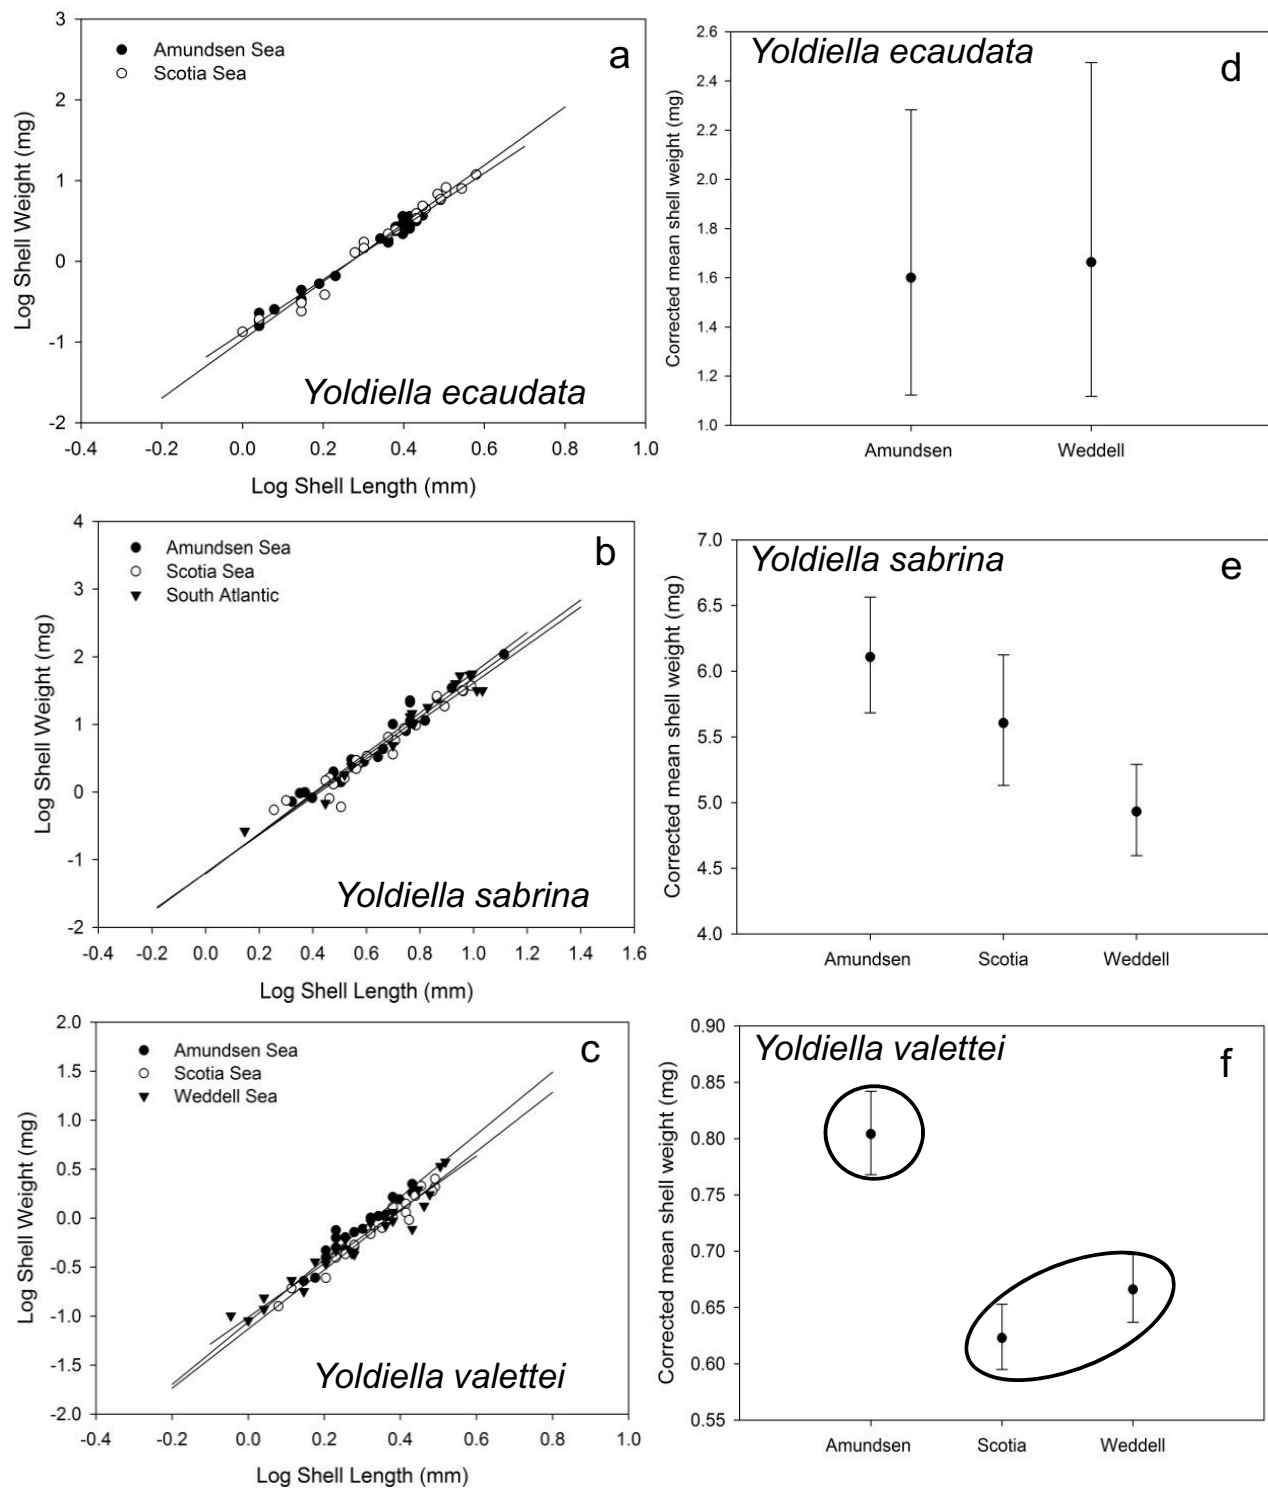 Amundsen Sea
Scotia Sea
a
3
2
1
0
-1
-2
Log Shell Weight (mg)
Yoldiella ecaudata
-0.4 -0.2 0.0 0.2 0.4 0.6 0.8 1.0
Log Shell Length (mm)
Yoldiella ecaudata
d
2.6
2.4
2.2
2.0
1.8
1.6
1.4
1.2
1.0
Corrected mean shell weight (mg)
Amundsen Weddell
Amundsen Sea
Scotia Sea
South Atlantic
b
4
3
2
1
0
-1
-2
Log Shell Weight (mg)
Yoldiella sabrina
-0.4 -0.2 0.0 0.2 0.4 0.6 0.8 1.0 1.2 1.4 1.6
Log Shell Length (mm)
Yoldiella sabrina
e
7.0
6.5
6.0
5.5
5.0
4.5
4.0
Corrected mean shell weight (mg)
Amundsen Scotia Weddell
Amundsen Sea
Scotia Sea
Weddell Sea
c
2.0
1.5
1.0
0.5
0.0
-0.5
-1.0
-1.5
-2.0
Log Shell Weight (mg)
Yoldiella valettei
-0.4 -0.2 0.0 0.2 0.4 0.6 0.8 1.0
Log Shell Length (mm)
Yoldiella valettei
f
0.90
0.85
0.80
0.75
0.70
0.65
0.60
0.55
Corrected mean shell weight (mg)
Amundsen Scotia Weddell